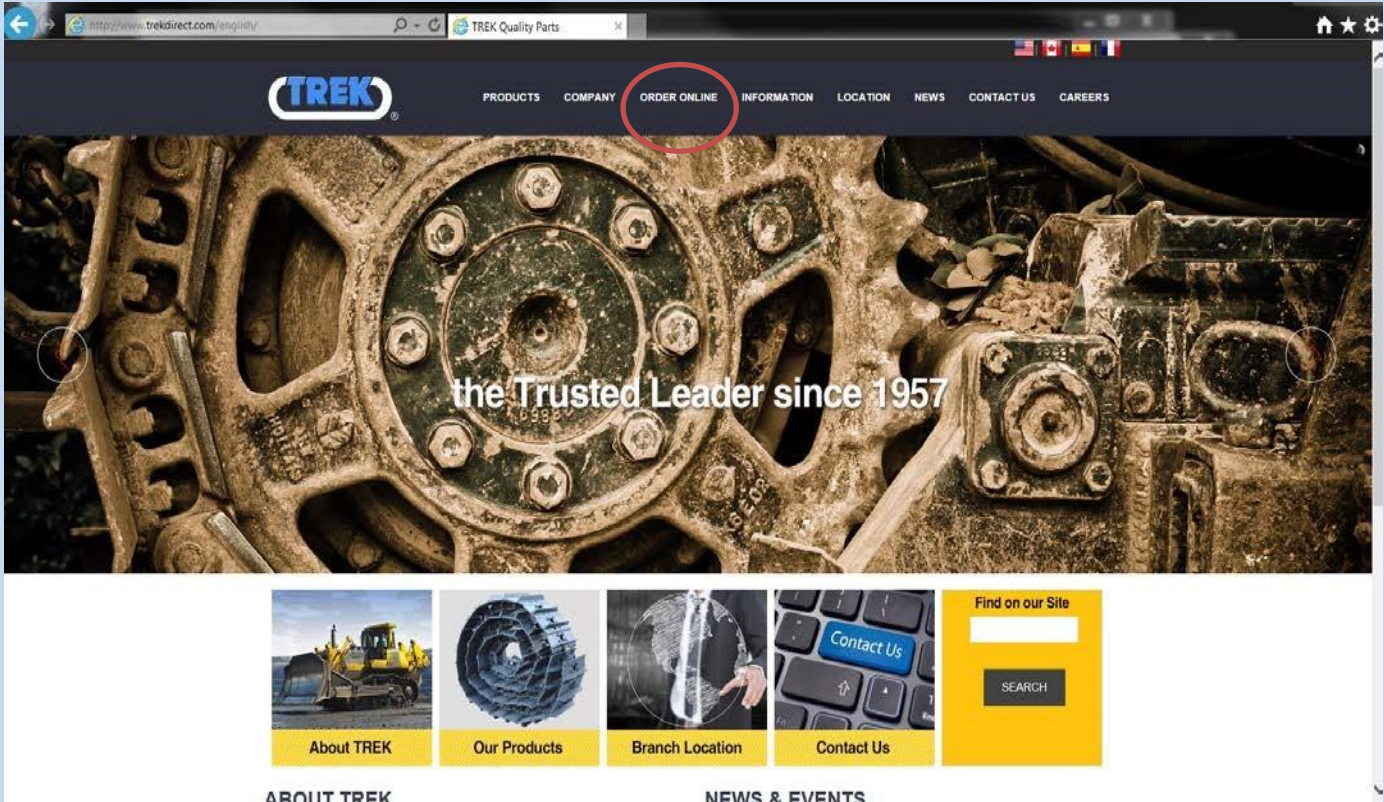 http://www.trekdirect.com/english/
TREK Quality Parts
TREK
®
PRODUCTS COMPANY ORDER ONLINE INFORMATION LOCATION NEWS CONTACT US CAREERS
the Trusted Leader since 1957
Contact Us
Find on our Site
SEARCH
About TREK
Our Products
Branch Location
Contact Us
ABOUT TREK
NEWS & EVENTS